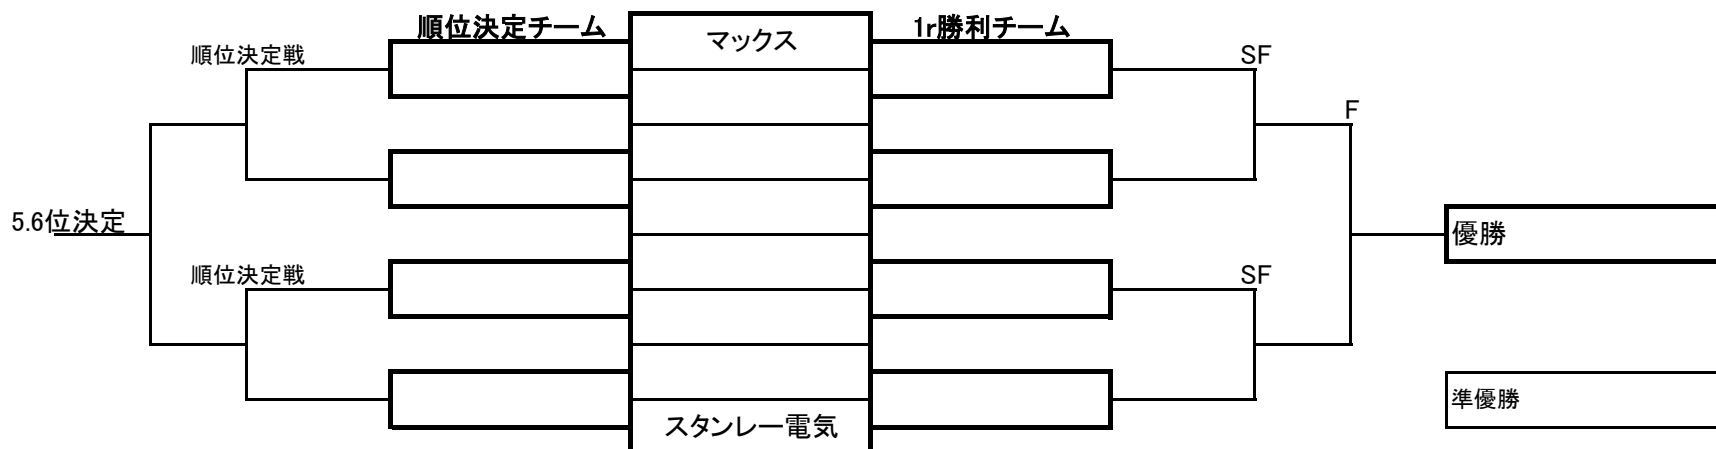 順位決定チーム
マックス
1r勝利チーム
順位決定戦
SF
F
5.6位決定
優勝
順位決定戦
SF
準優勝
スタンレー電気